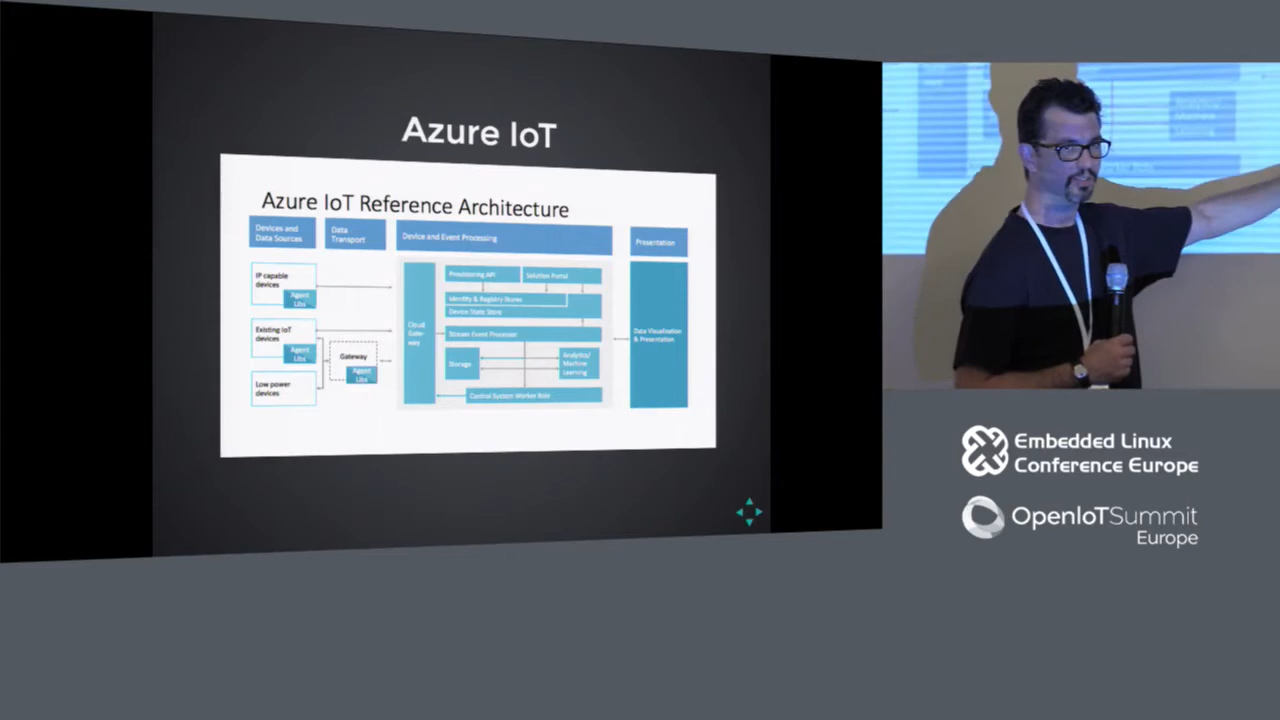 Azure IoT
Azure IoT Reference Architecture
Devices and
Data Sources
Data
Transport
Device and Event Processing
Presentation
IP capable
devices
Agent
Libs
Existing IoT
devices
Agent
Libs
Low power
devices
Gateway
Agent
Libs
Cloud
Gate-
way
Provisioning API
Solution Portal
Identity & Registry Stores
Device State Store
Stream Event Processor
Storage
Analytics/
Machine
Learning
Control System Worker Role
Data Visualization
& Presentation
Embedded Linux
Conference Europe
OpenIoTSummit
Europe